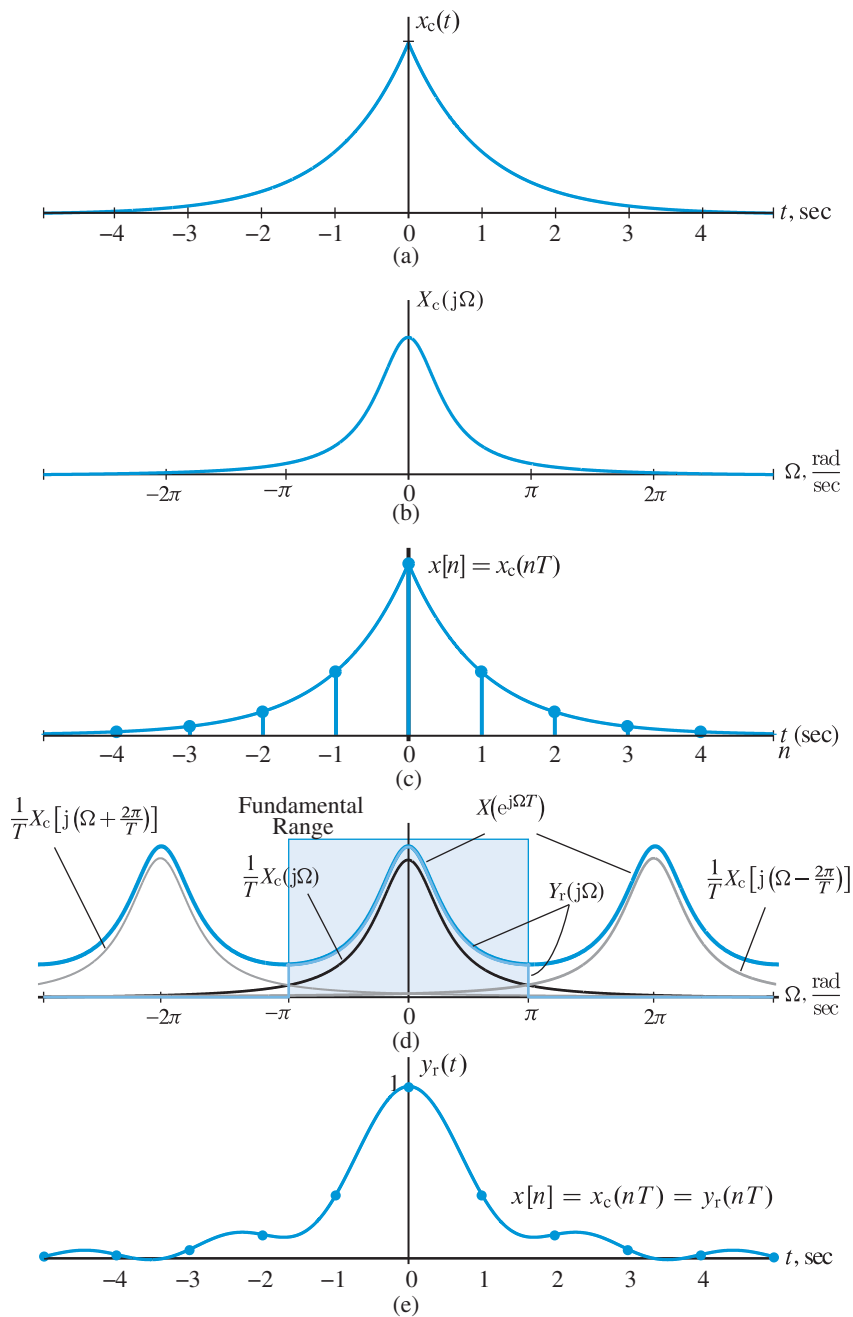 x_c(t)
−4 −3 −2 −1 0 1 2 3 4 t, sec
(a)
X_c(jΩ)
−2π −π 0 π 2π Ω, rad/sec
(b)
x[n] = x_c(nT)
−4 −3 −2 −1 0 1 2 3 4 t (sec)
n
(c)
Fundamental
Range
X(e^{jΩT})
1/T X_c[j(Ω + 2π/T)]
1/T X_c(jΩ)
Y_r(jΩ)
1/T X_c[j(Ω − 2π/T)]
−2π −π 0 π 2π Ω, rad/sec
(d)
y_r(t)
1
x[n] = x_c(nT) = y_r(nT)
−4 −3 −2 −1 0 1 2 3 4 t, sec
(e)